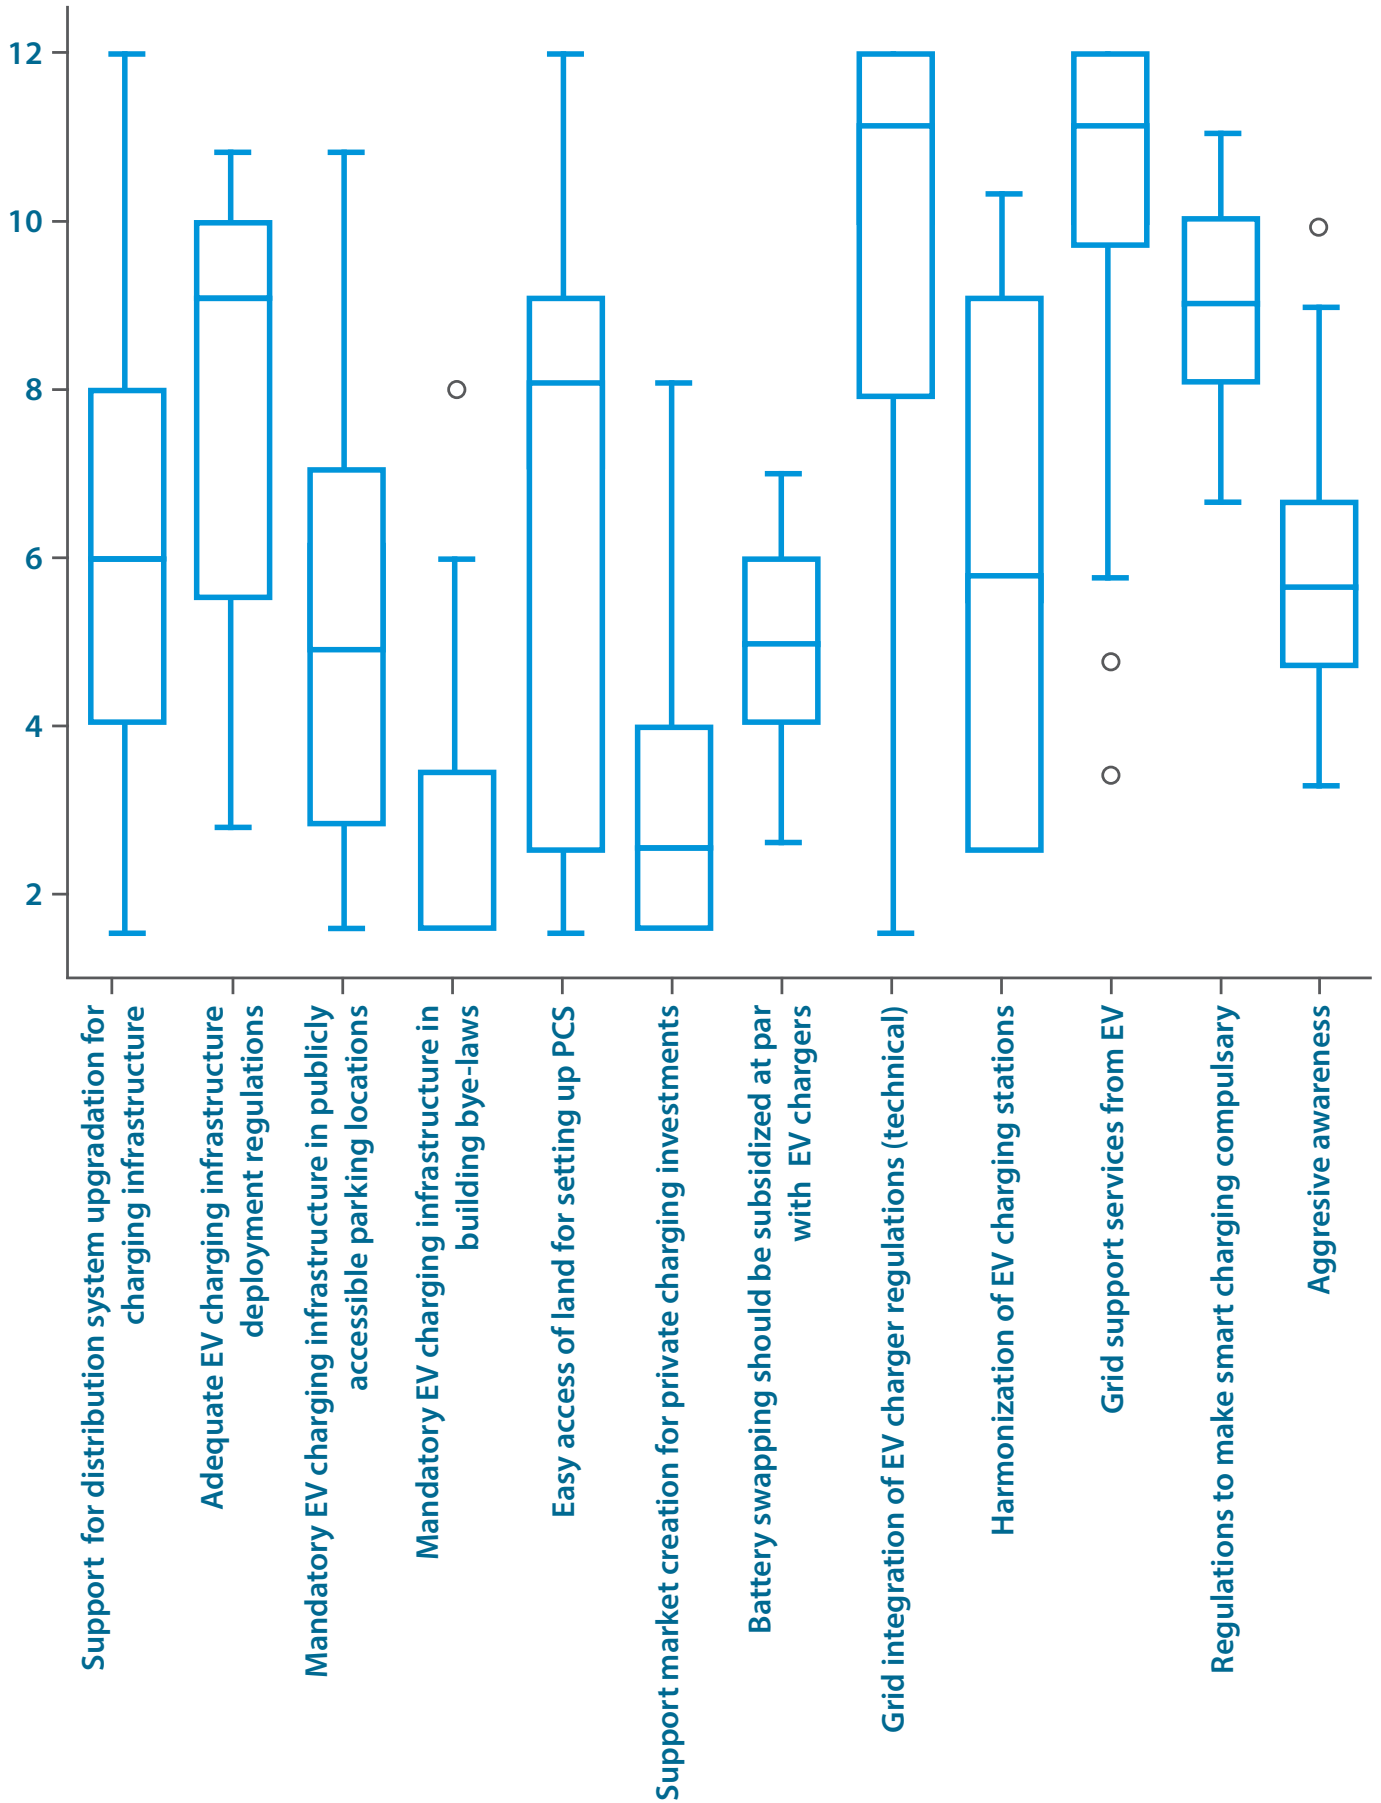 12
10
8
6
4
2
Support for distribution system upgradation for
charging infrastructure
Adequate EV charging infrastructure
deployment regulations
Mandatory EV charging infrastructure in publicly
accessible parking locations
Mandatory EV charging infrastructure in
building bye-laws
Easy access of land for setting up PCS
Support market creation for private charging investments
Battery swapping should be subsidized at par
with EV chargers
Grid integration of EV charger regulations (technical)
Harmonization of EV charging stations
Grid support services from EV
Regulations to make smart charging compulsary
Aggresive awareness